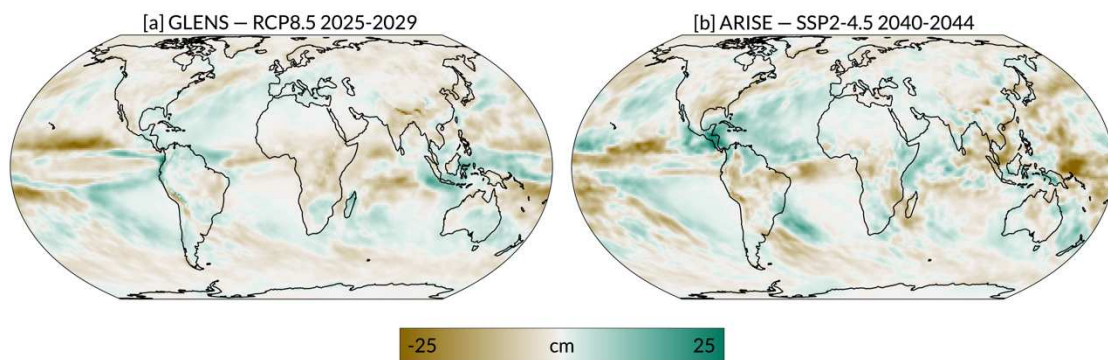 [a] GLENS — RCP8.5 2025-2029
[b] ARISE — SSP2-4.5 2040-2044
-25 cm 25